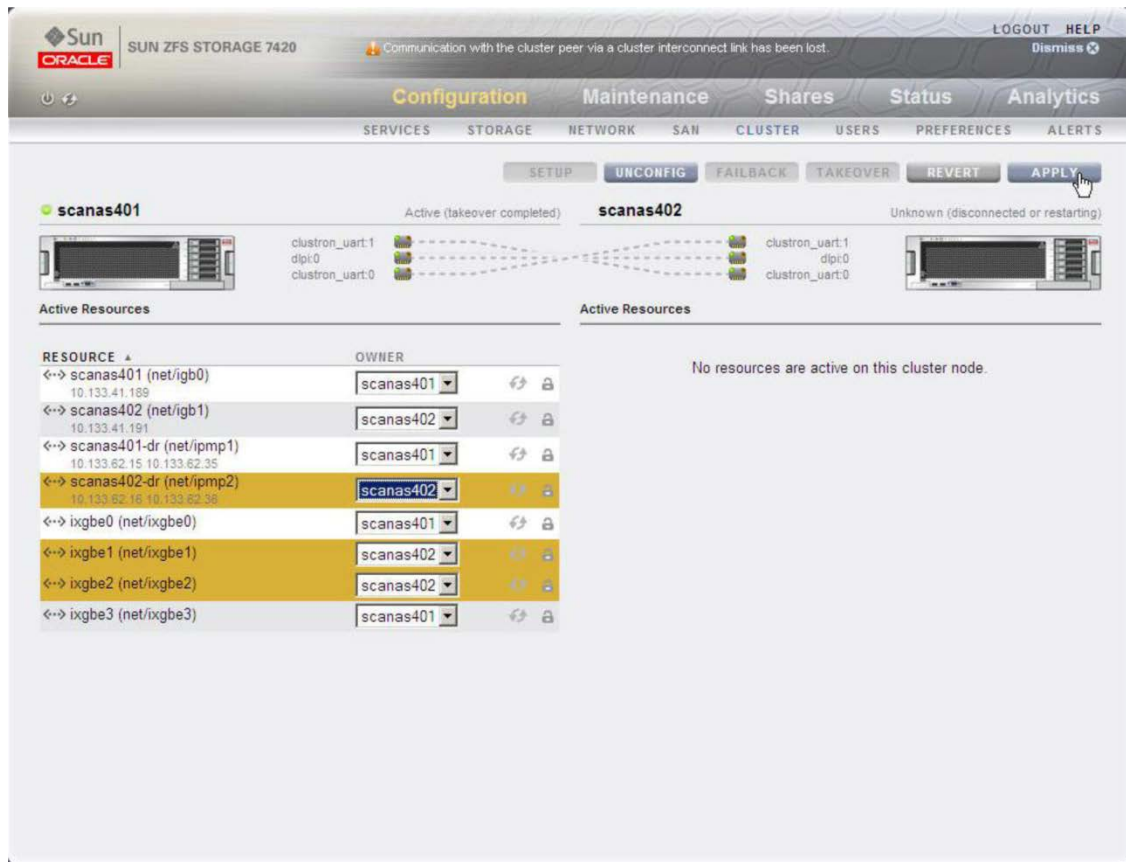 LOGOUT HELP
Sun
ORACLE
SUN ZFS STORAGE 7420
Communication with the cluster peer via a cluster interconnect link has been lost.
Dismiss
Configuration Maintenance Shares Status Analytics
SERVICES STORAGE NETWORK SAN CLUSTER USERS PREFERENCES ALERTS
SETUP UNCONFIG FAILBACK TAKEOVER REVERT APPLY
scanas401 Active (takeover completed) scanas402 Unknown (disconnected or restarting)
clustron_uart:1 clustron_uart:1
dlpi:0 dlpi:0
clustron_uart:0 clustron_uart:0
Active Resources Active Resources
RESOURCE OWNER
No resources are active on this cluster node.
scanas401 (net/igb0) scanas401
10.133.41.189
scanas402 (net/igb1) scanas402
10.133.41.191
scanas401-dr (net/ipmp1) scanas401
10.133.62.15 10.133.62.35
scanas402-dr (net/ipmp2) scanas402
10.133.62.16 10.133.62.36
ixgbe0 (net/ixgbe0) scanas401
ixgbe1 (net/ixgbe1) scanas402
ixgbe2 (net/ixgbe2) scanas402
ixgbe3 (net/ixgbe3) scanas401